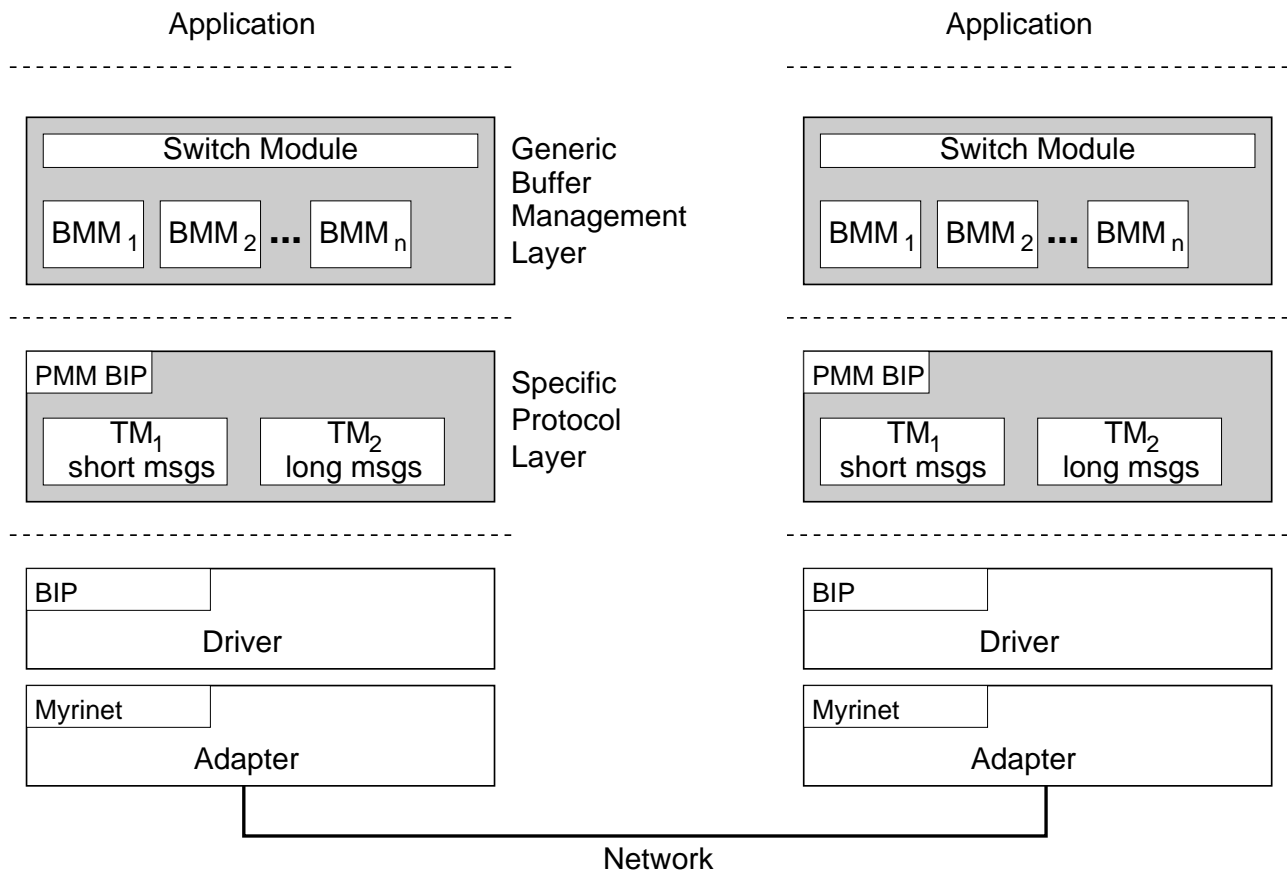 Application
Application
Switch Module
BMM 1 BMM 2 ... BMM n
Generic
Buffer
Management
Layer
Switch Module
BMM 1 BMM 2 ... BMM n
PMM BIP
TM1
short msgs
TM2
long msgs
Specific
Protocol
Layer
PMM BIP
TM1
short msgs
TM2
long msgs
BIP
Driver
BIP
Driver
Myrinet
Adapter
Myrinet
Adapter
Network